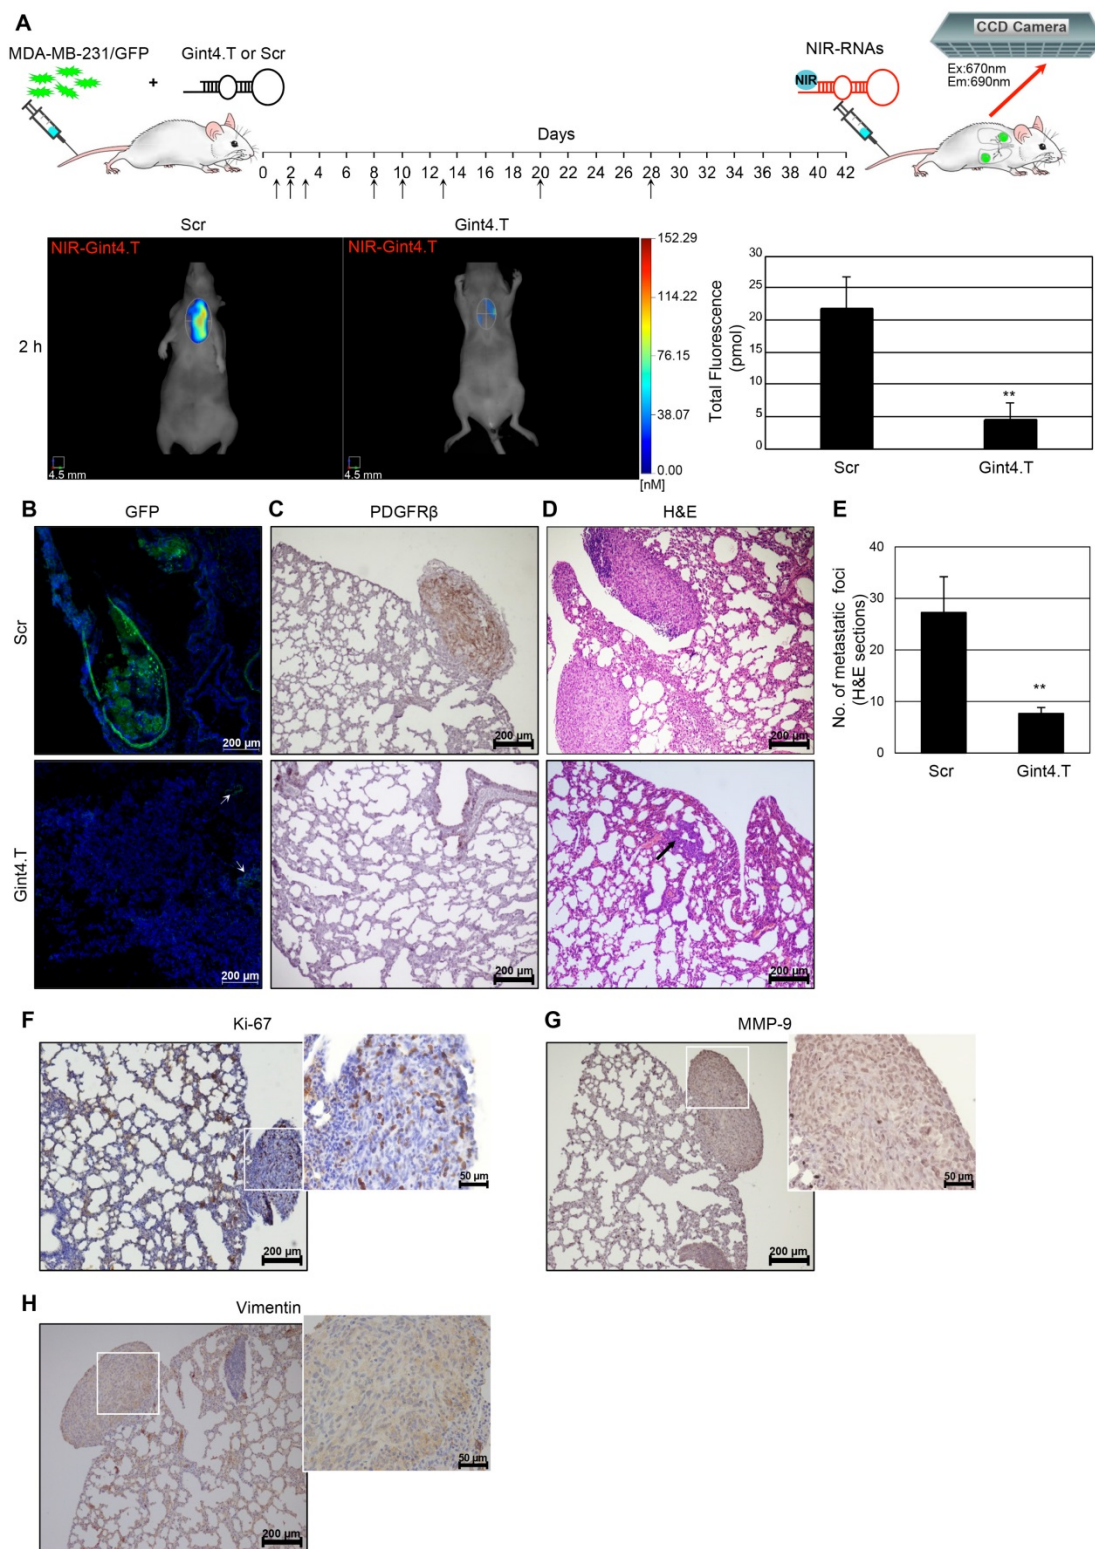 A
MDA-MB-231/GFP
+
Gint4.T or Scr
NIR-RNAs
NIR
CCD Camera
Ex:670nm
Em:690nm
Days
0 2 4 6 8 10 12 14 16 18 20 22 24 26 28 30 32 34 36 38 40 42
Scr
Gint4.T
NIR-Gint4.T
NIR-Gint4.T
2 h
4.5 mm
4.5 mm
152.29
114.22
76.15
38.07
0.00
[nM]
Total Fluorescence
(pmol)
30
25
20
15
10
5
0
**
Scr
Gint4.T
B
GFP
C
PDGFRβ
D
H&E
E
Scr
200 µm
200 µm
200 µm
Gint4.T
200 µm
200 µm
200 µm
No. of metastatic foci
(H&E sections)
40
30
20
10
0
**
Scr
Gint4.T
F
Ki-67
200 µm
50 µm
G
MMP-9
200 µm
50 µm
H
Vimentin
200 µm
50 µm